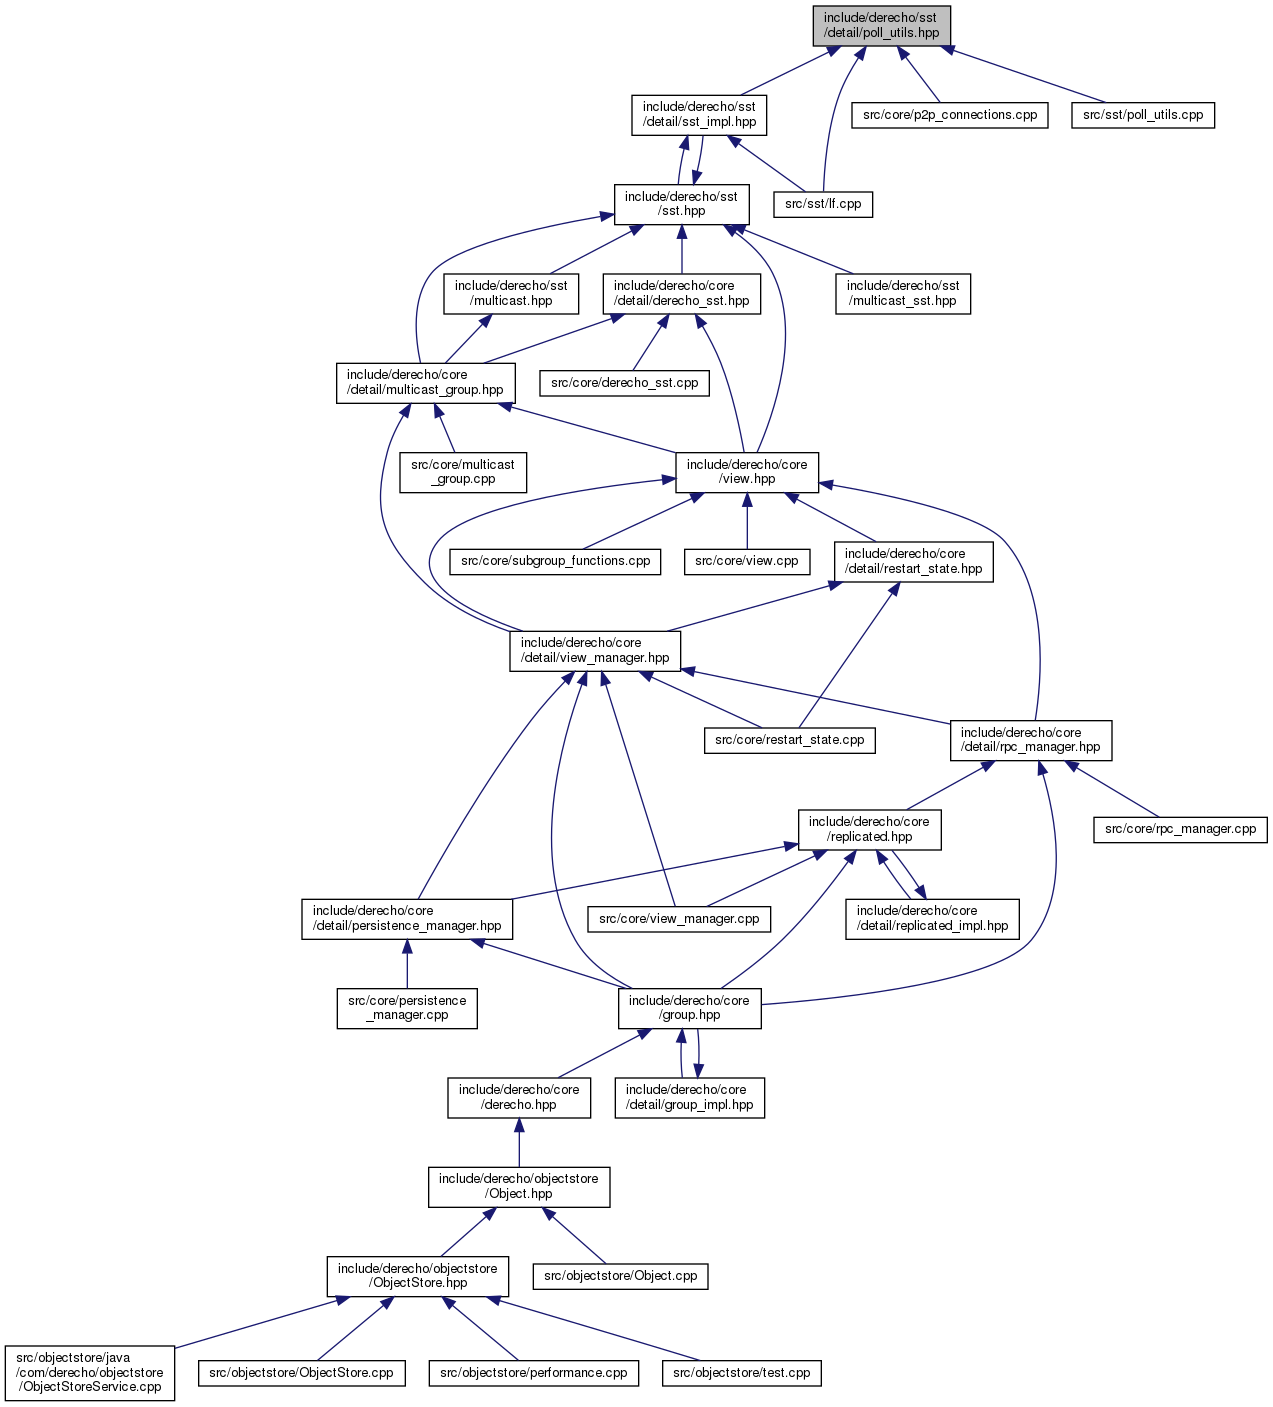 include/derecho/sst
/detail/poll_utils.hpp
include/derecho/sst
/detail/sst_impl.hpp
src/core/p2p_connections.cpp
src/sst/poll_utils.cpp
include/derecho/sst
/sst.hpp
src/sst/lf.cpp
include/derecho/sst
/multicast.hpp
include/derecho/core
/detail/derecho_sst.hpp
include/derecho/sst
/multicast_sst.hpp
include/derecho/core
/detail/multicast_group.hpp
src/core/derecho_sst.cpp
src/core/multicast
_group.cpp
include/derecho/core
/view.hpp
src/core/subgroup_functions.cpp
src/core/view.cpp
include/derecho/core
/detail/restart_state.hpp
include/derecho/core
/detail/view_manager.hpp
src/core/restart_state.cpp
include/derecho/core
/detail/rpc_manager.hpp
include/derecho/core
/replicated.hpp
src/core/rpc_manager.cpp
include/derecho/core
/detail/persistence_manager.hpp
src/core/view_manager.cpp
include/derecho/core
/detail/replicated_impl.hpp
src/core/persistence
_manager.cpp
include/derecho/core
/group.hpp
include/derecho/core
/derecho.hpp
include/derecho/core
/detail/group_impl.hpp
include/derecho/objectstore
/Object.hpp
include/derecho/objectstore
/ObjectStore.hpp
src/objectstore/Object.cpp
src/objectstore/java
/com/derecho/objectstore
/ObjectStoreService.cpp
src/objectstore/ObjectStore.cpp
src/objectstore/performance.cpp
src/objectstore/test.cpp